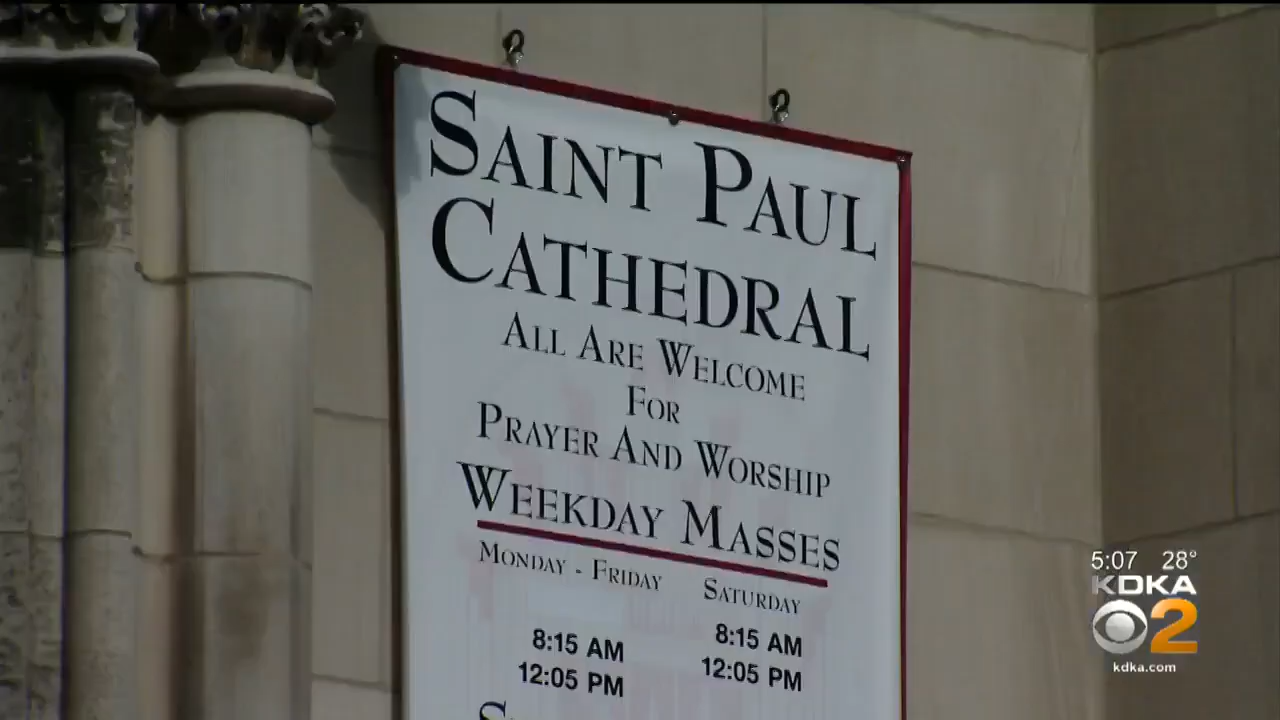 SAINT PAUL
CATHEDRAL
ALL ARE WELCOME
FOR
PRAYER AND WORSHIP
WEEKDAY MASSES
MONDAY - FRIDAY SATURDAY
8:15 AM 8:15 AM
12:05 PM 12:05 PM
5:07 28°
KDKA
2
kdka.com